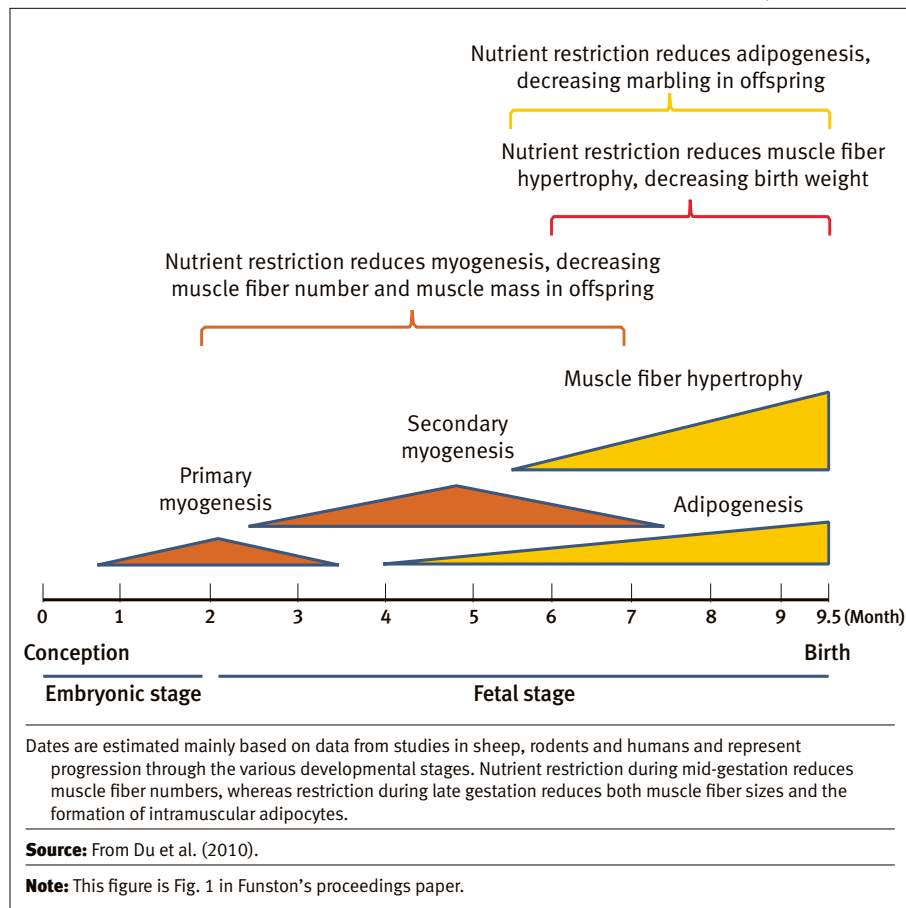 Nutrient restriction reduces adipogenesis,
decreasing marbling in offspring
Nutrient restriction reduces muscle fiber
hypertrophy, decreasing birth weight
Nutrient restriction reduces myogenesis, decreasing
muscle fiber number and muscle mass in offspring
Muscle fiber hypertrophy
Secondary
myogenesis
Primary
myogenesis
Adipogenesis
0 1 2 3 4 5 6 7 8 9 9.5 (Month)
Conception Birth
Embryonic stage Fetal stage
Dates are estimated mainly based on data from studies in sheep, rodents and humans and represent
progression through the various developmental stages. Nutrient restriction during mid-gestation reduces
muscle fiber numbers, whereas restriction during late gestation reduces both muscle fiber sizes and the
formation of intramuscular adipocytes.
Source: From Du et al. (2010).
Note: This figure is Fig. 1 in Funston's proceedings paper.